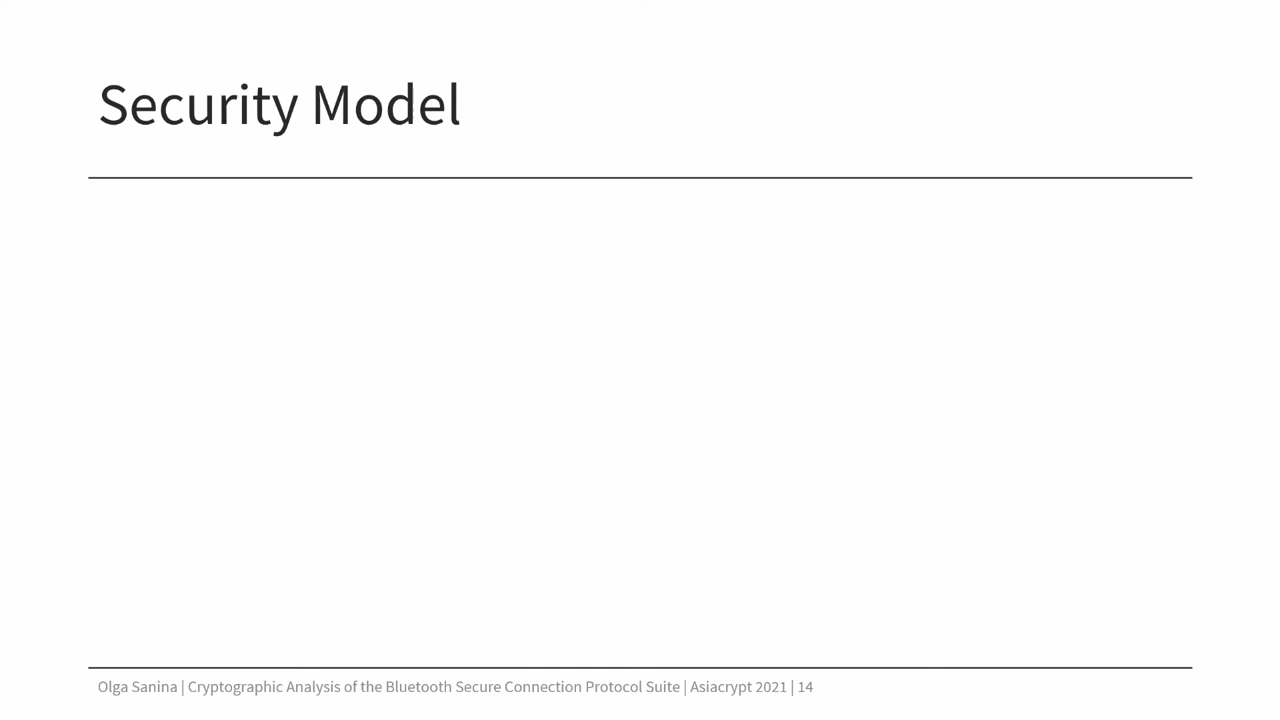 Security Model
Olga Sanina | Cryptographic Analysis of the Bluetooth Secure Connection Protocol Suite | Asiacrypt 2021 | 14